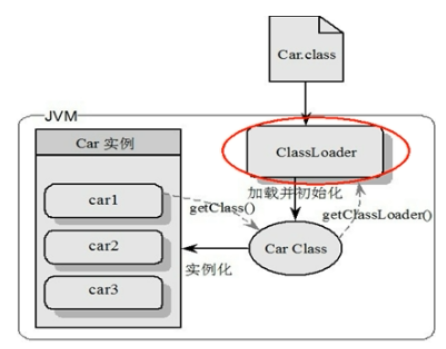 Car.class
JVM
Car 实例
ClassLoader
加载并初始化
car1
getClass()
getClassLoader()
car2
Car Class
实例化
car3